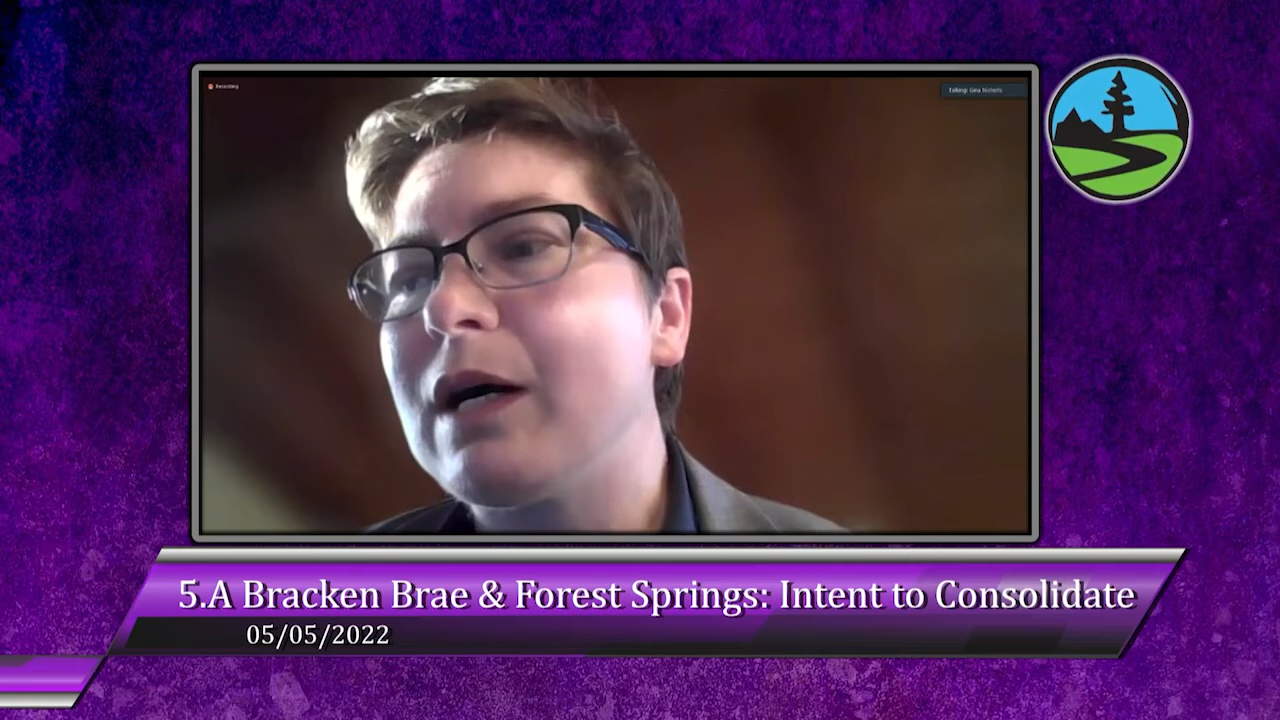 Recording
Talking: Gina Nicholls
5.A Bracken Brae & Forest Springs: Intent to Consolidate
05/05/2022